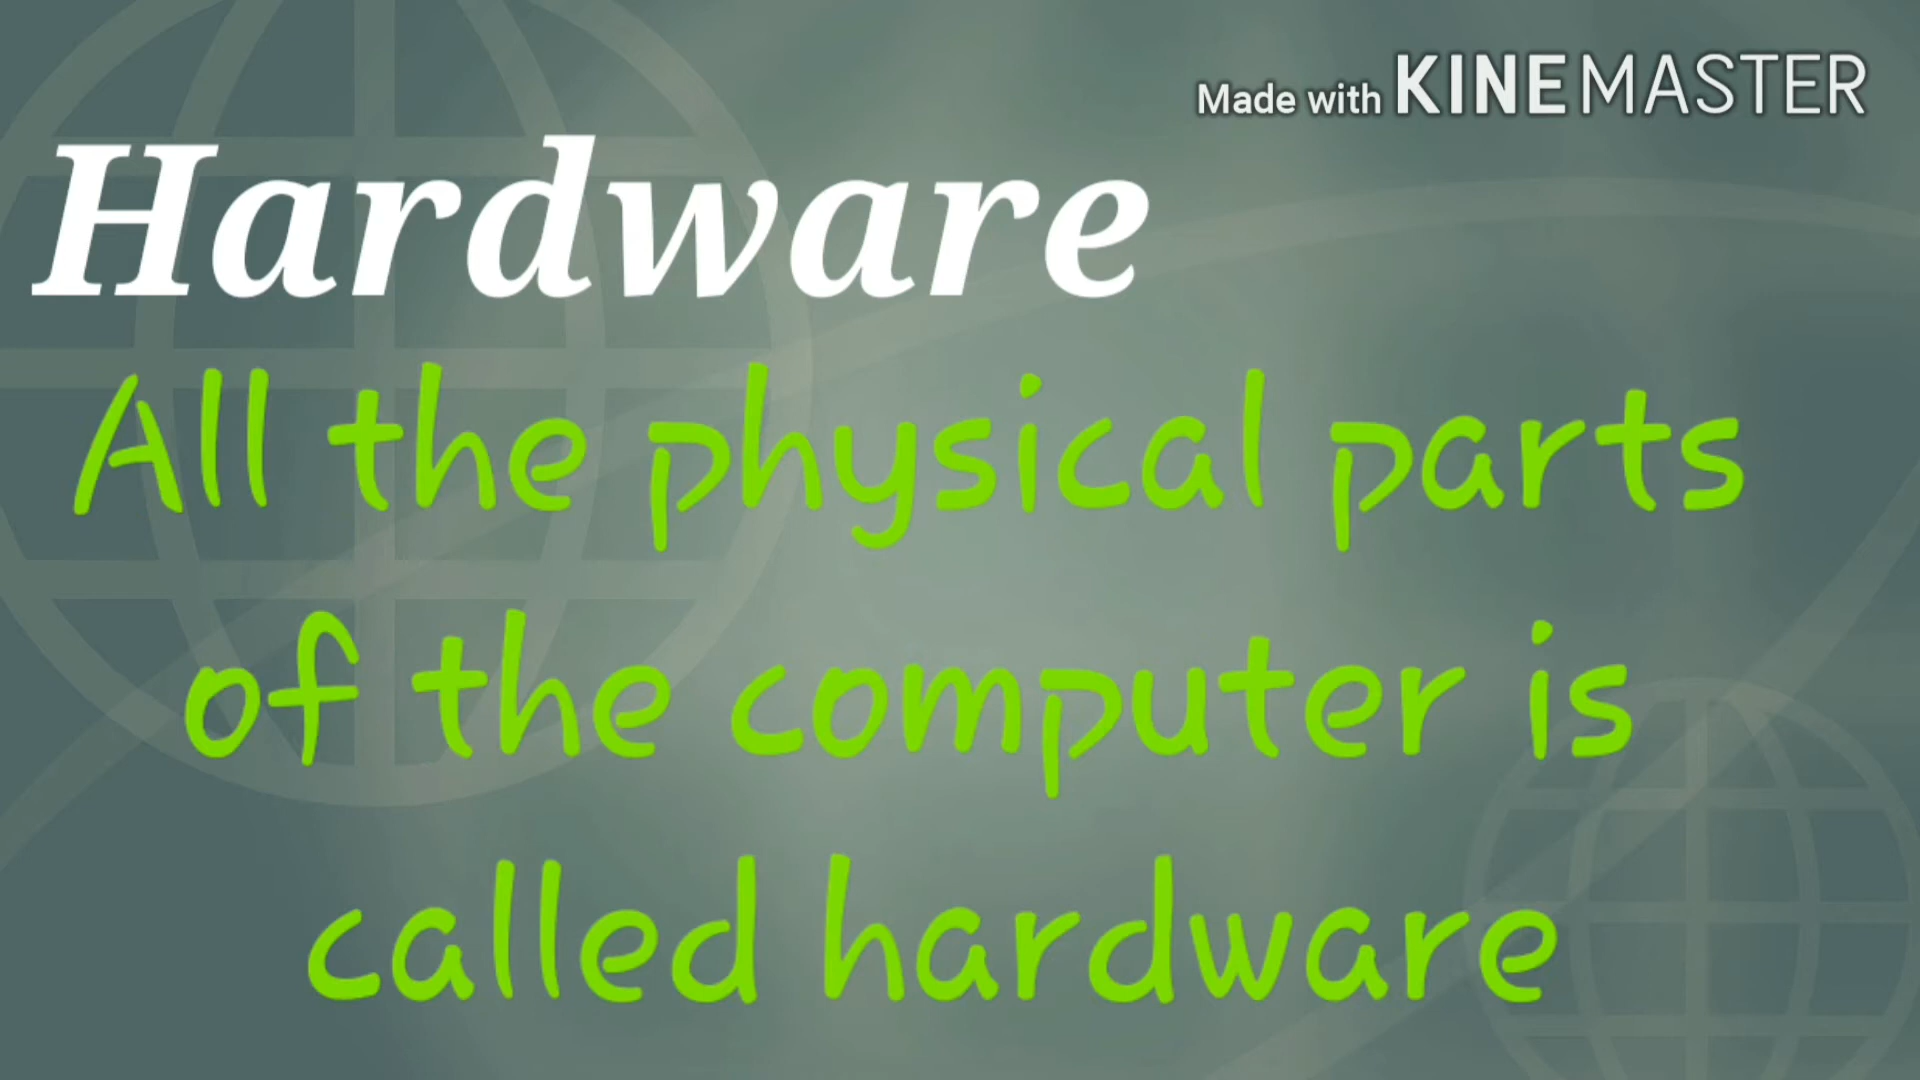 Made with KINEMASTER
Hardware
All the physical parts
of the computer is
called hardware